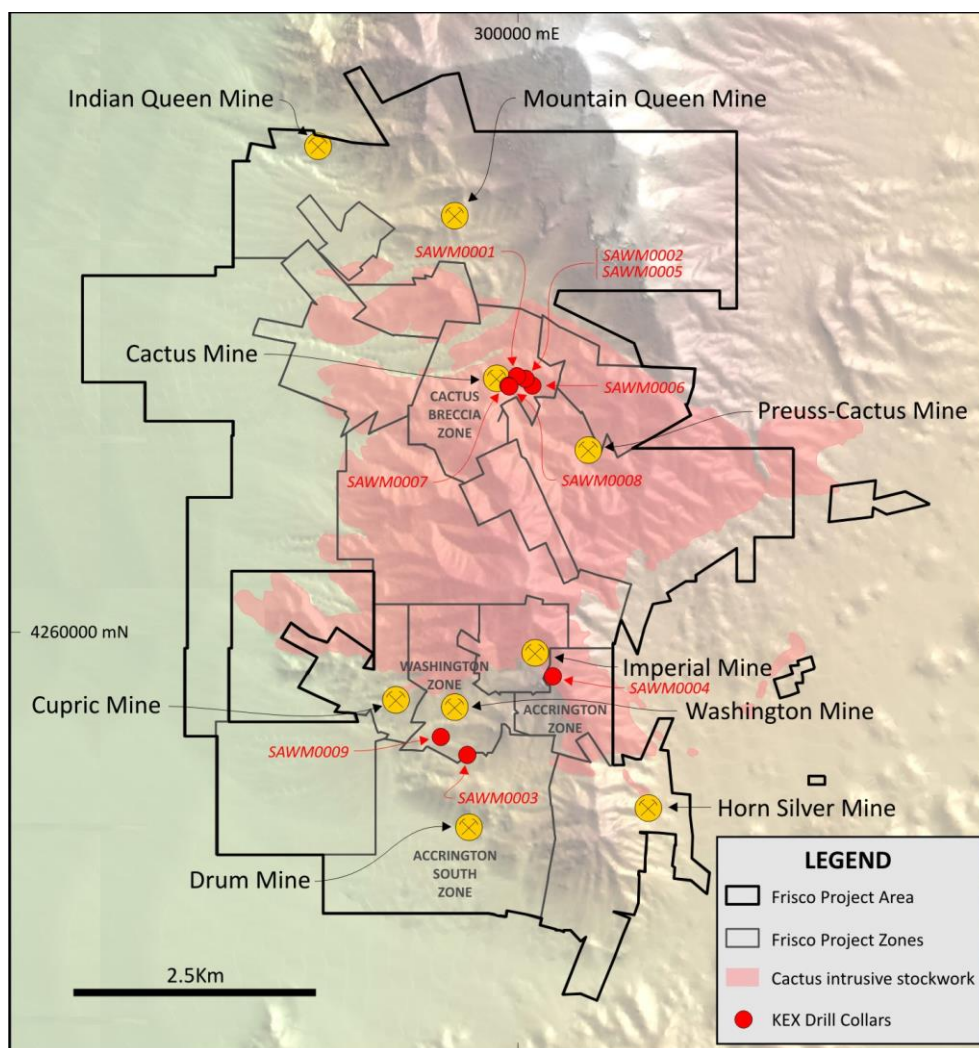 300000 mE
Indian Queen Mine
Mountain Queen Mine
SAWM0001
SAWM0002
SAWM0005
Cactus Mine
SAWM0006
CACTUS
BRECCIA
ZONE
Preuss-Cactus Mine
SAWM0007
SAWM0008
4260000 mN
Imperial Mine
WASHINGTON
ZONE
SAWM0004
Cupric Mine
ACCRINGTON
ZONE
Washington Mine
SAWM0009
SAWM0003
Horn Silver Mine
Drum Mine
ACCRINGTON
SOUTH
ZONE
2.5Km
LEGEND
Frisco Project Area
Frisco Project Zones
Cactus intrusive stockwork
KEX Drill Collars